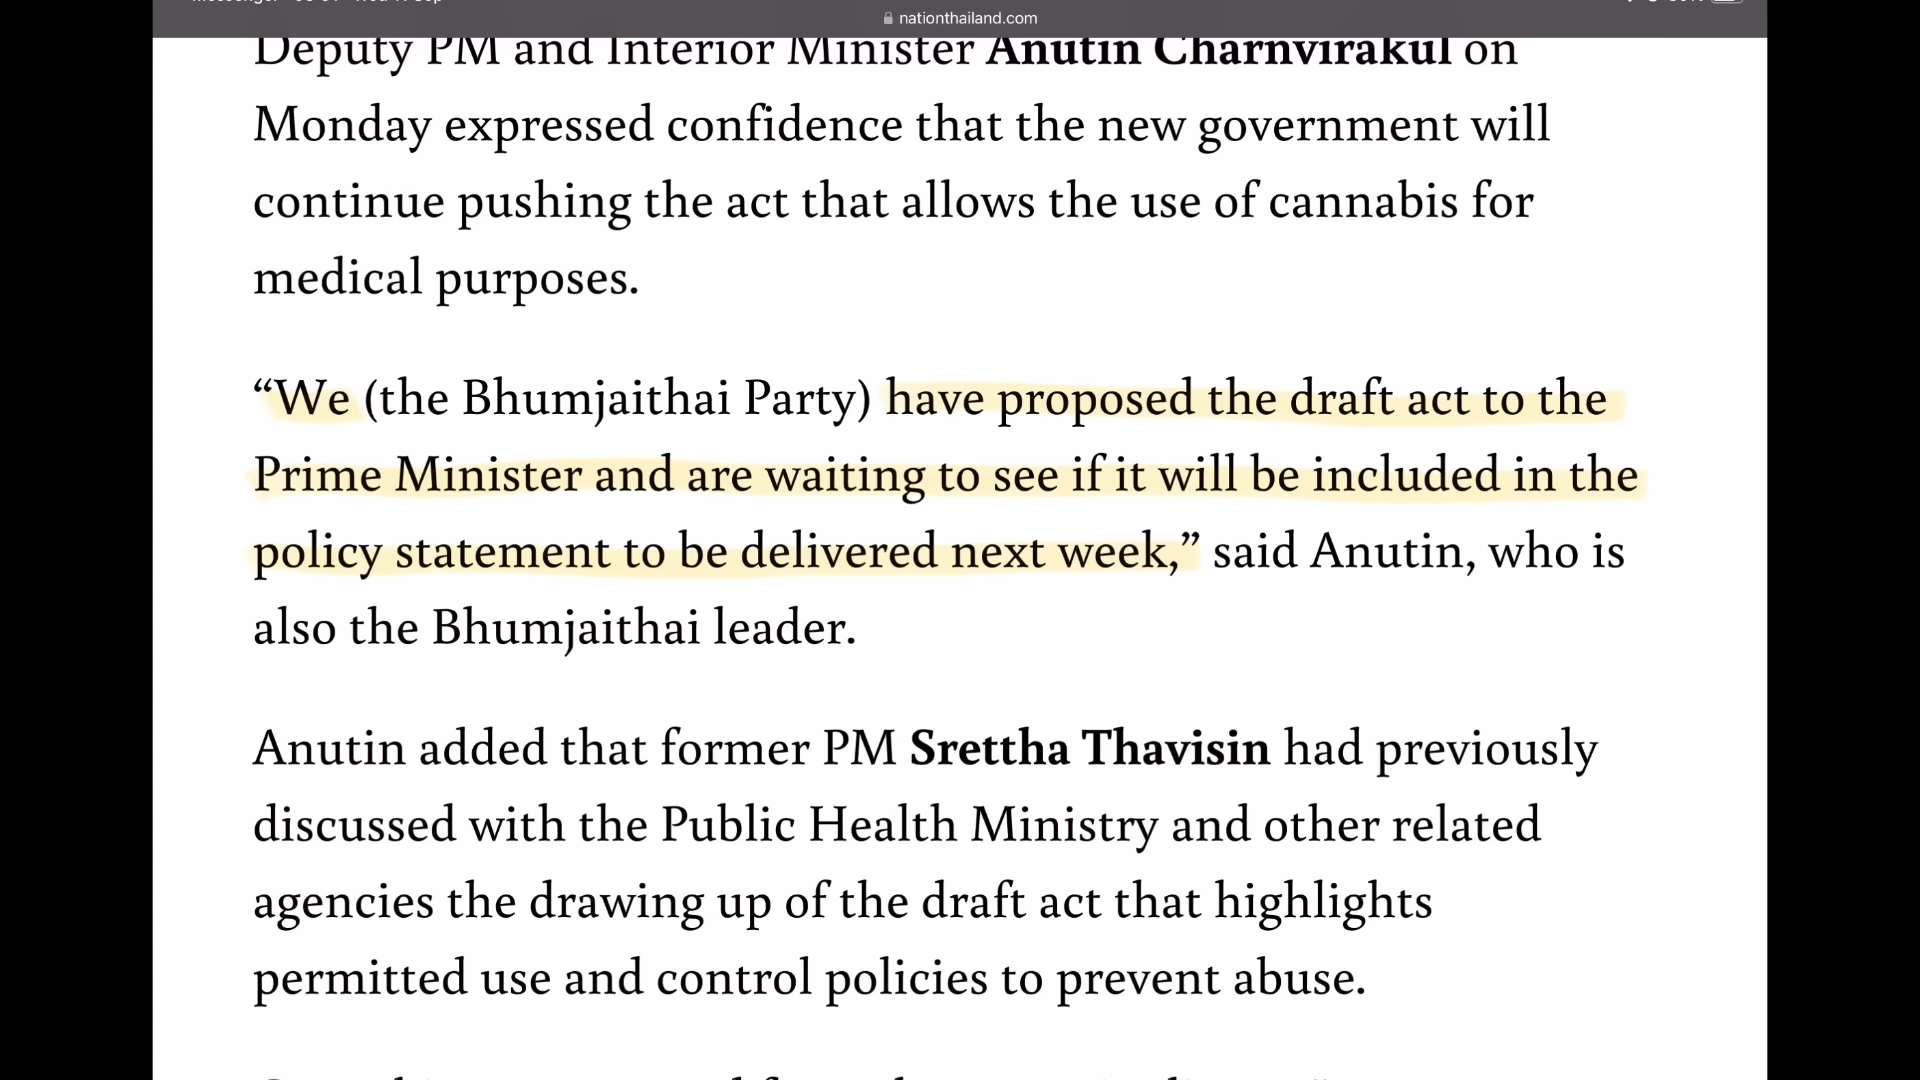 nationthailand.com
Deputy PM and Interior Minister Anutin Charnvirakul on
Monday expressed confidence that the new government will
continue pushing the act that allows the use of cannabis for
medical purposes.
“We (the Bhumjaithai Party) have proposed the draft act to the
Prime Minister and are waiting to see if it will be included in the
policy statement to be delivered next week,” said Anutin, who is
also the Bhumjaithai leader.
Anutin added that former PM Srettha Thavisin had previously
discussed with the Public Health Ministry and other related
agencies the drawing up of the draft act that highlights
permitted use and control policies to prevent abuse.